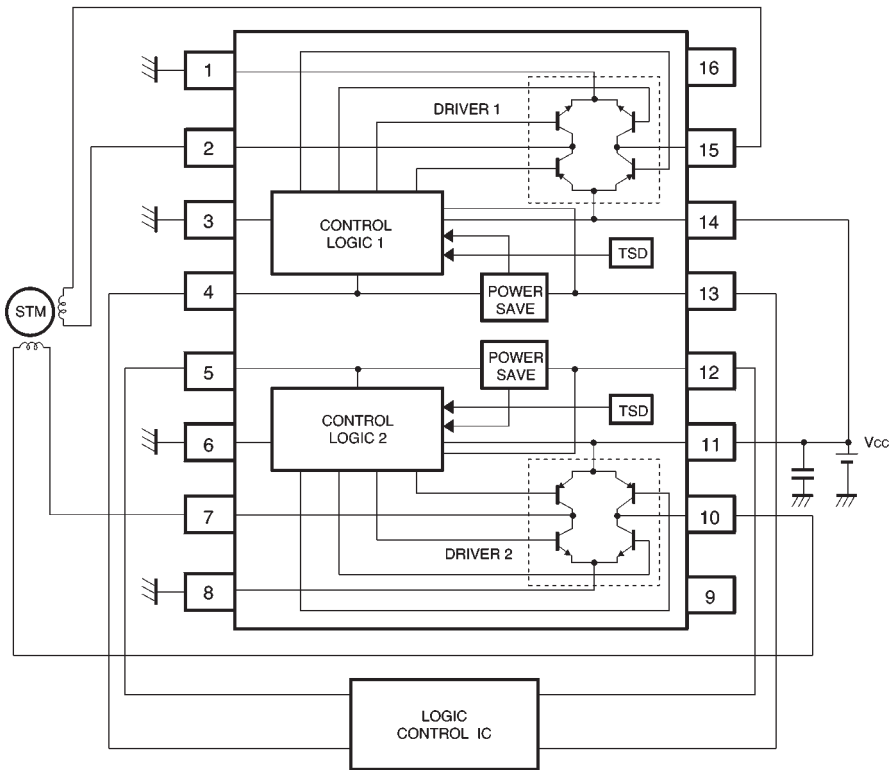 1
16
DRIVER 1
2
15
3
CONTROL
LOGIC 1
14
TSD
4
POWER
SAVE
13
STM
5
POWER
SAVE
12
CONTROL
LOGIC 2
TSD
6
11
Vcc
7
10
DRIVER 2
8
9
LOGIC
CONTROL IC